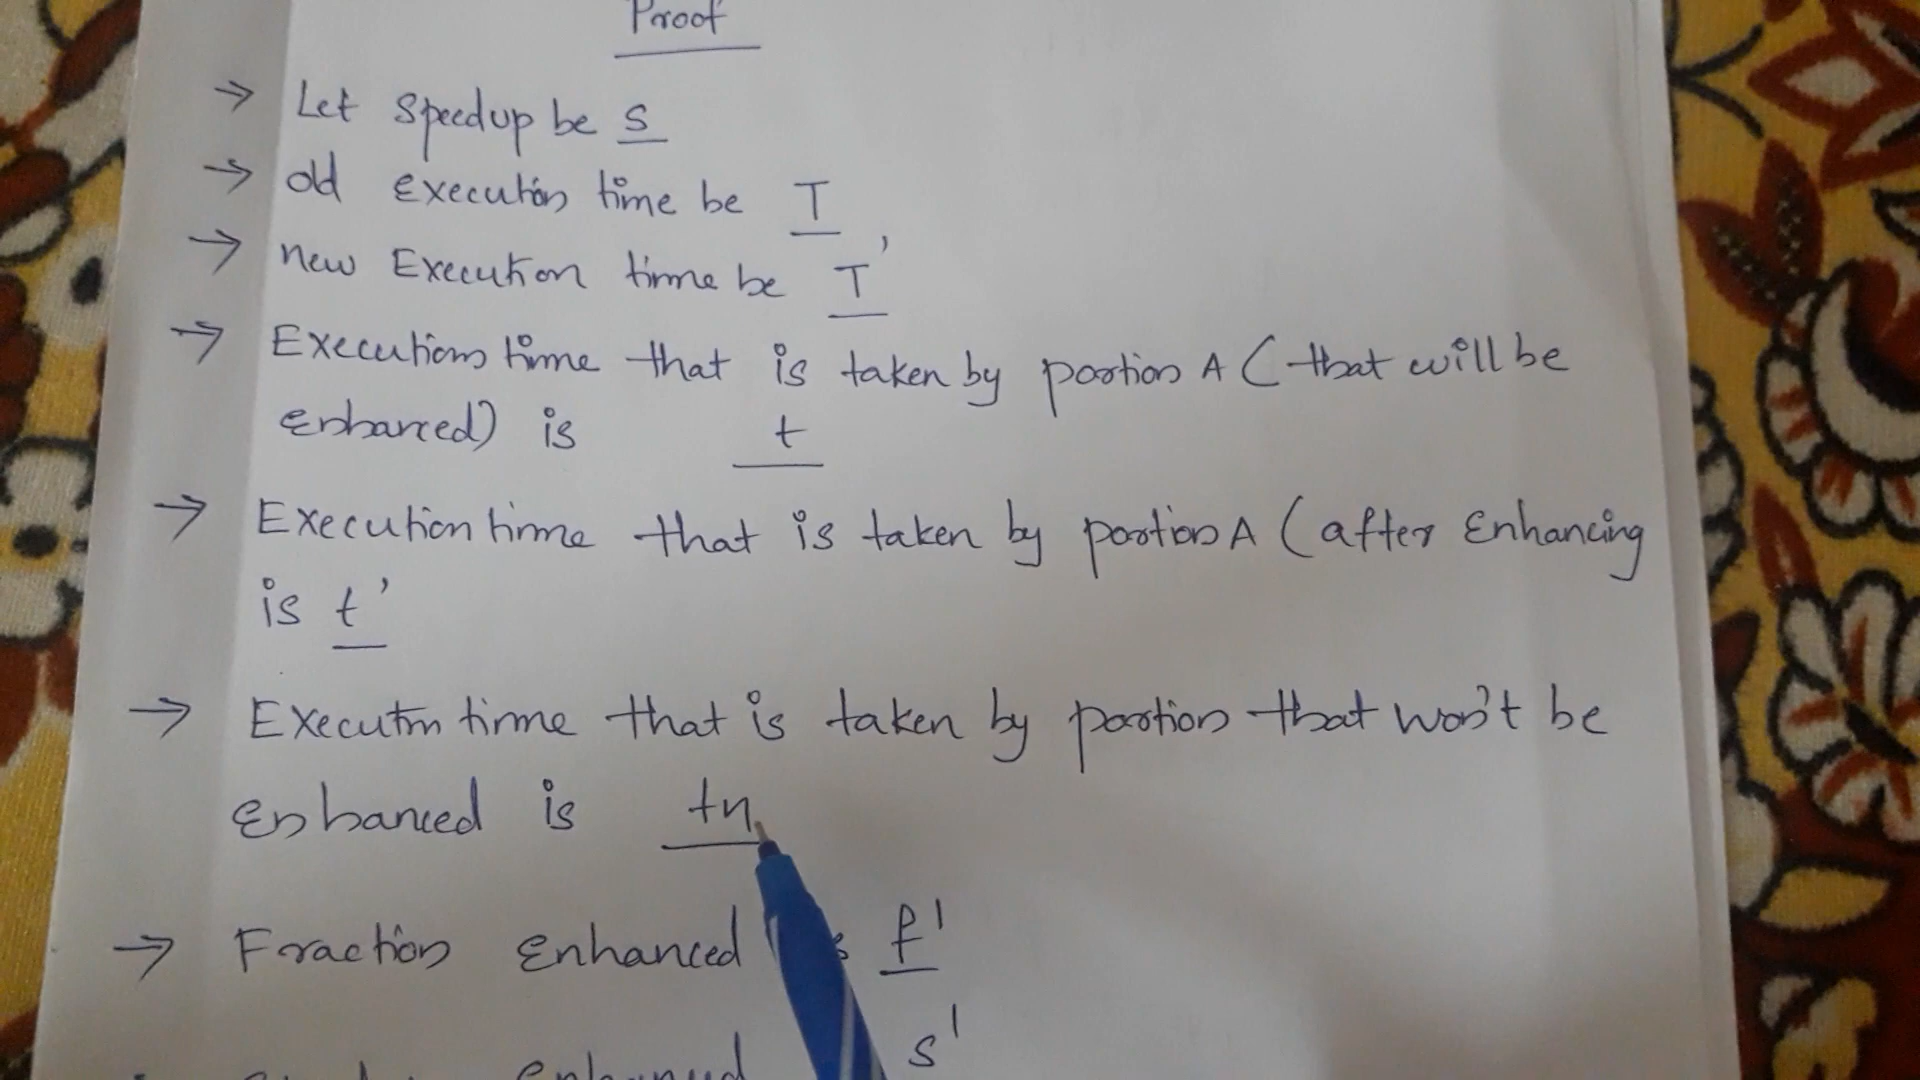 Proof
→ Let Speedup be S
→ old Execution time be T
→ new Execution time be T'
→ Execution time that is taken by portion A (that will be
Enhanced) is t
→ Execution time that is taken by portion A (after Enhancing
is t'
→ Execution time that is taken by portion that won't be
Enhanced is tn
→ Fraction Enhanced f'
s'